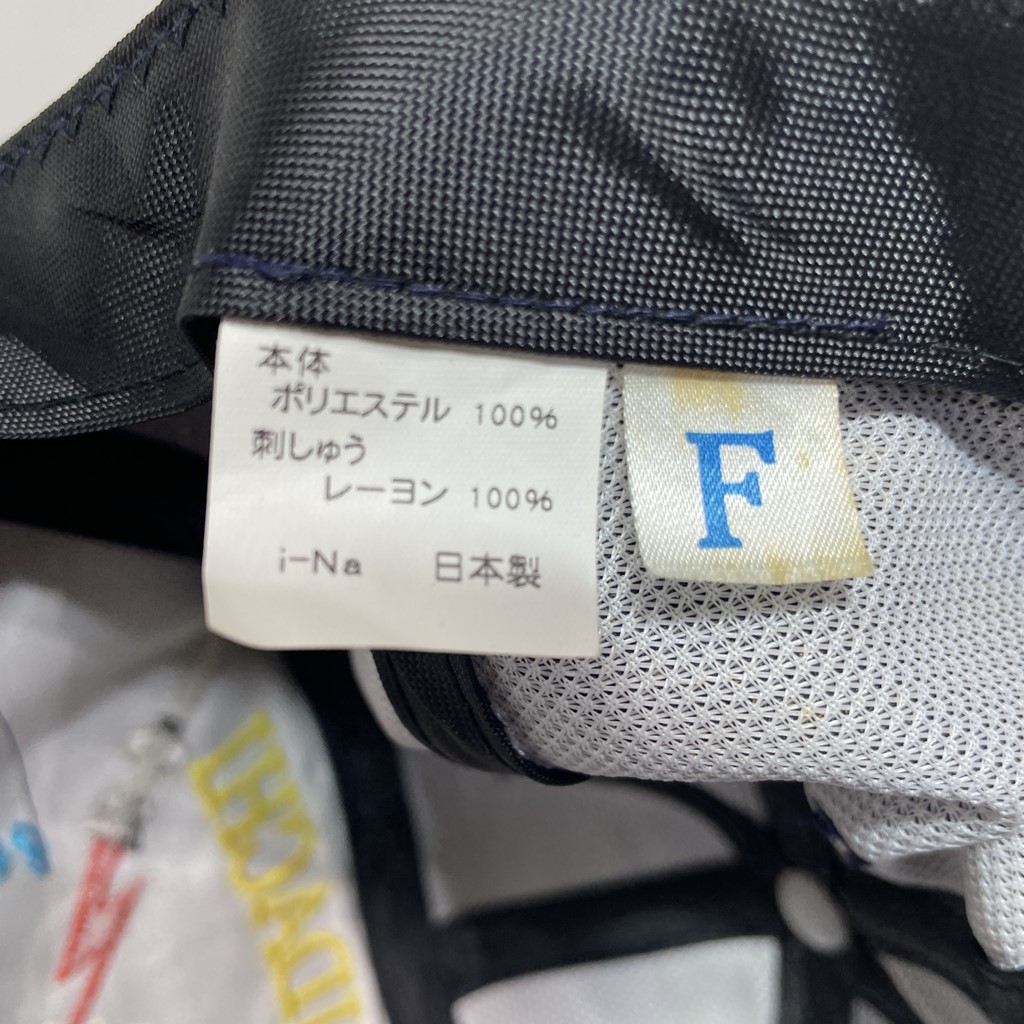 本体
ポリエステル 100%
刺しゅう
レーヨン 100%
i-Na 日本製
F